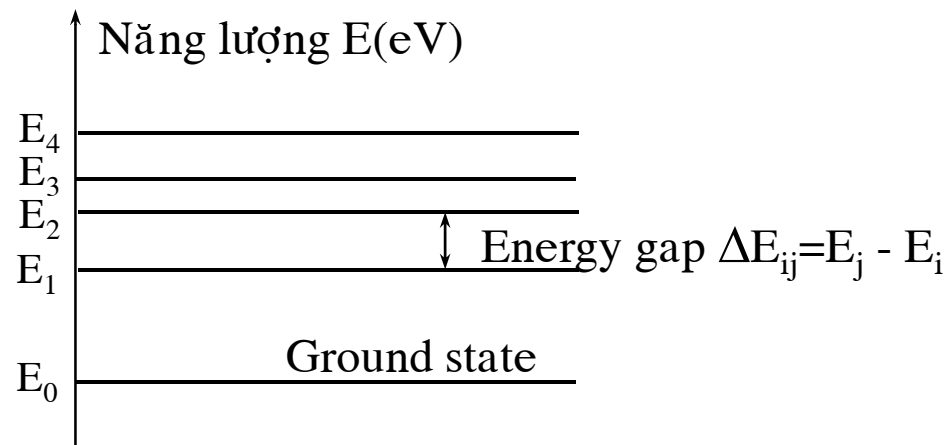 Năng lượng E(eV)
E₄
E₃
E₂
Energy gap ΔEᵢⱼ=Eⱼ - Eᵢ
E₁
Ground state
E₀